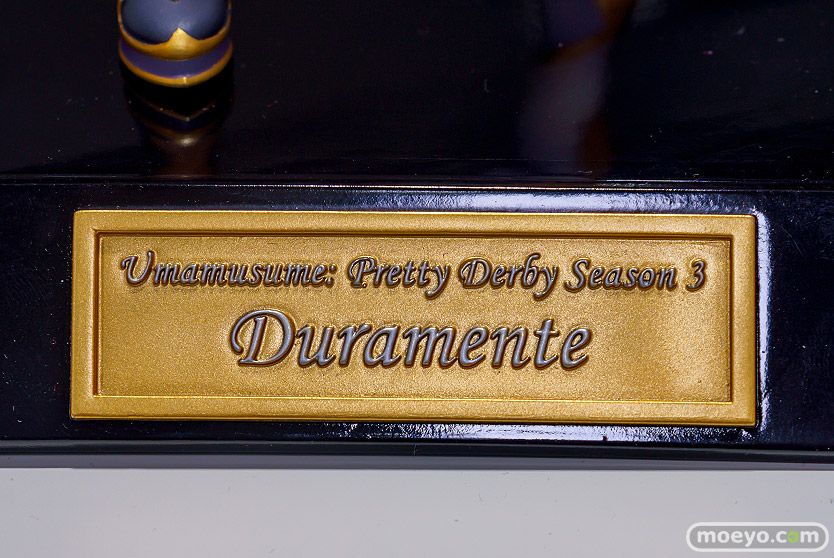 Umamusume: Pretty Derby Season 3
Duramente
moeyo.com